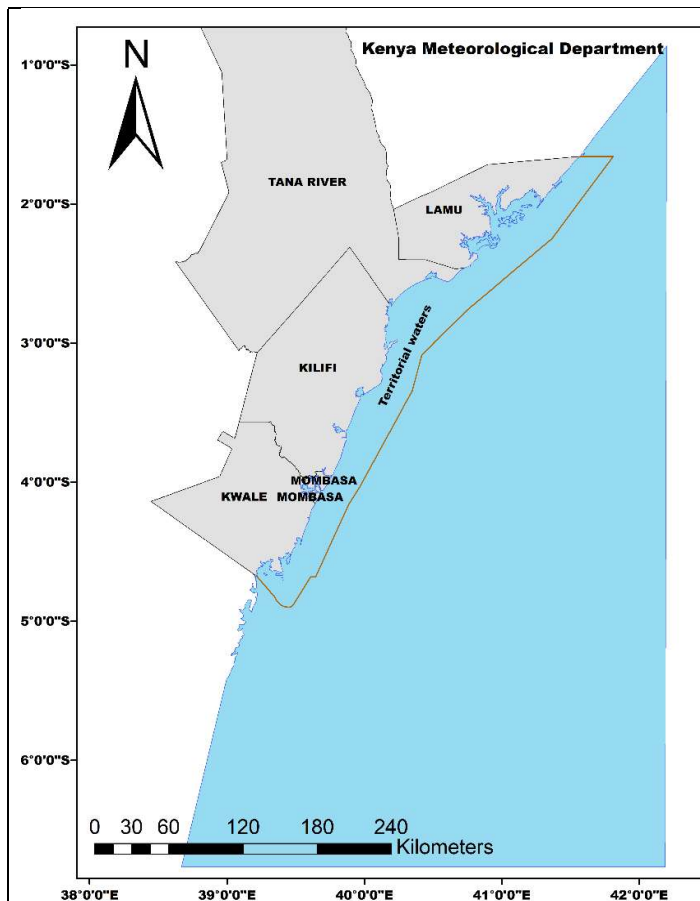 Kenya Meteorological Department
N
1°0'0"S
2°0'0"S
3°0'0"S
4°0'0"S
5°0'0"S
6°0'0"S
TANA RIVER
LAMU
KILIFI
Territorial waters
MOMBASA
KWALE MOMBASA
0 30 60 120 180 240
Kilometers
38°0'0"E 39°0'0"E 40°0'0"E 41°0'0"E 42°0'0"E